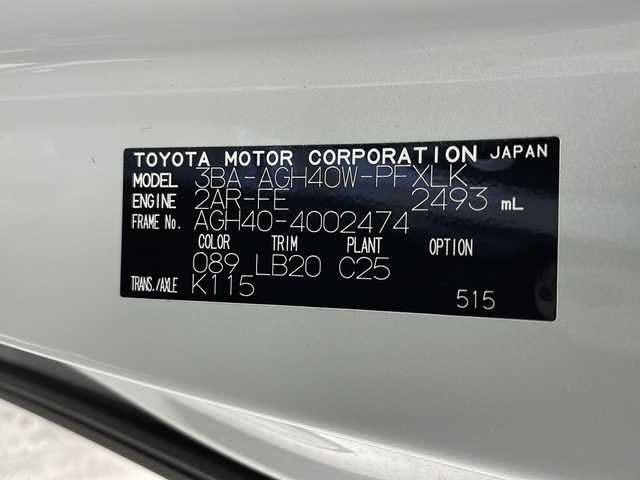 TOYOTA MOTOR CORPORATION JAPAN
MODEL 3BA-AGH40W-PFXLK
ENGINE 2AR-FE 2493 mL
FRAME No. AGH40-4002474
COLOR TRIM PLANT OPTION
089 LB20 C25
TRANS./AXLE K115
515